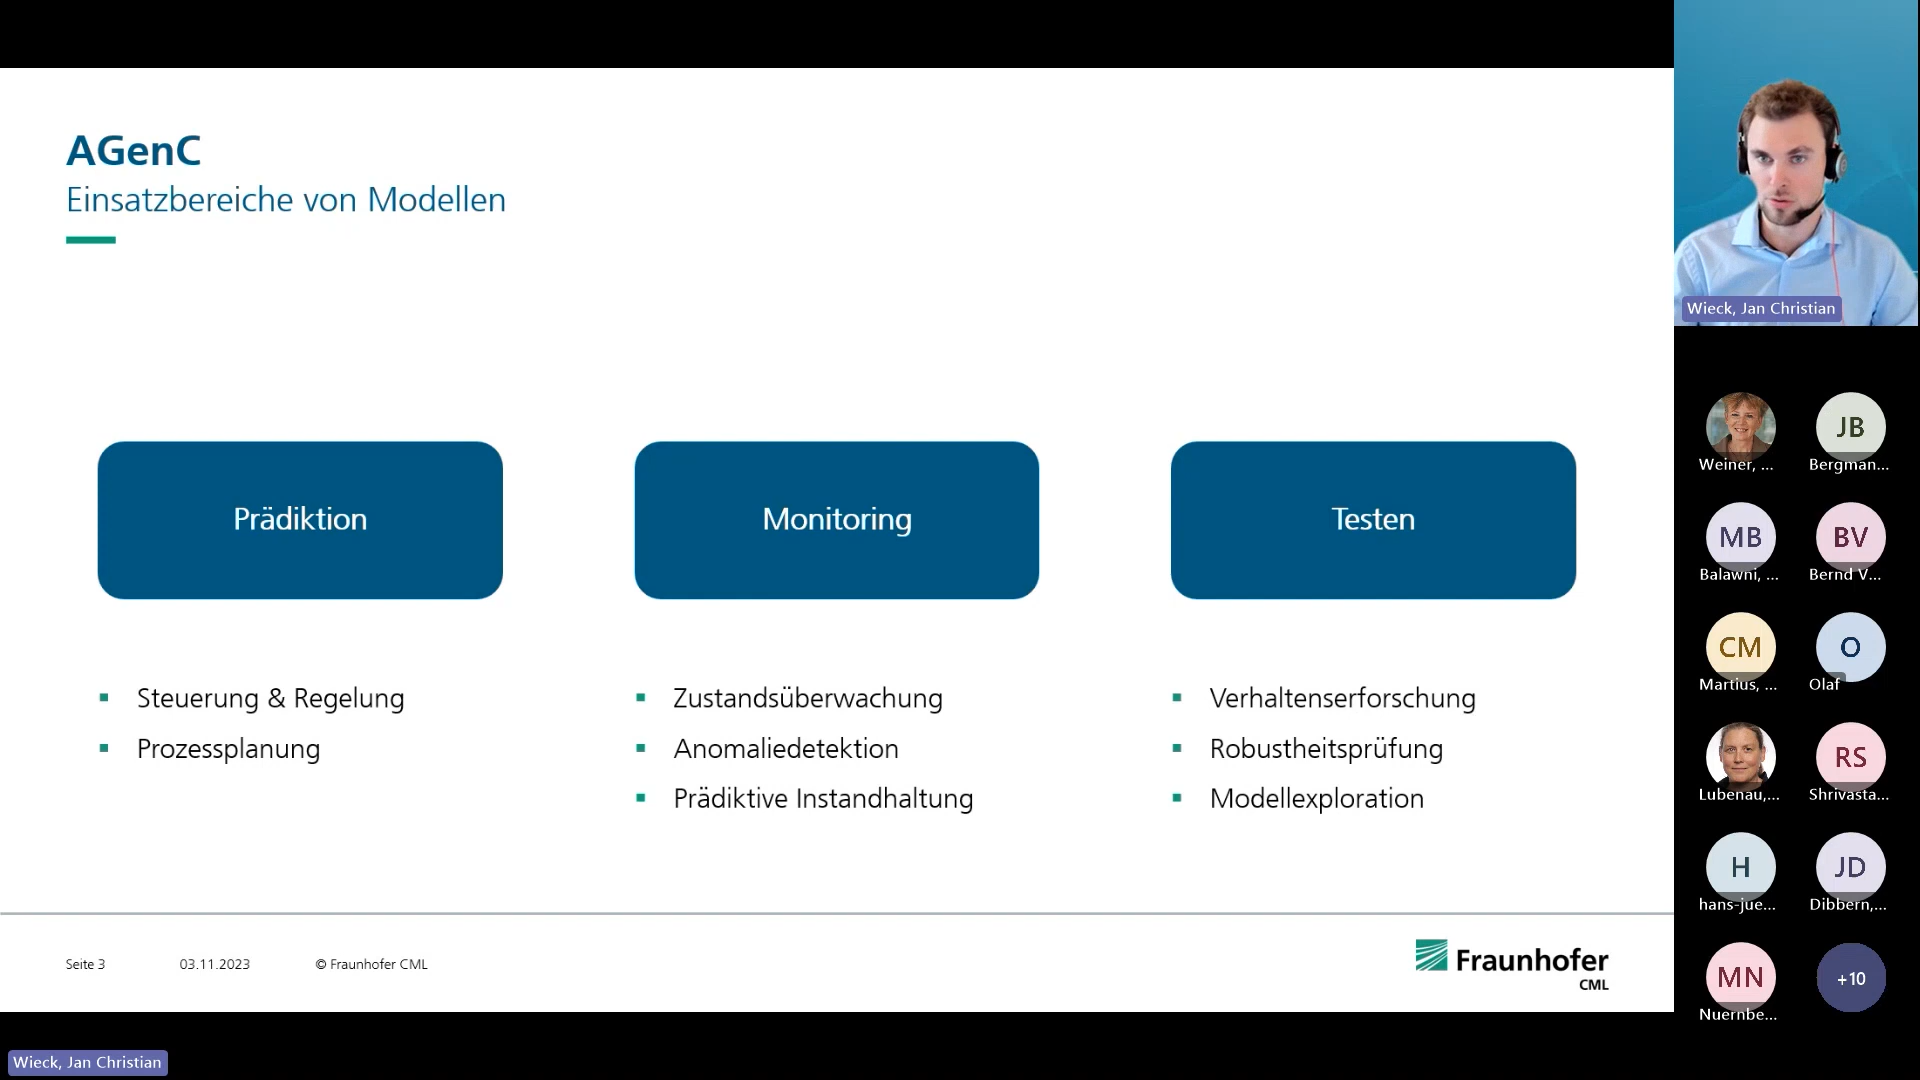 AGenC
Einsatzbereiche von Modellen
Prädiktion
Steuerung & Regelung
Prozessplanung
Monitoring
Zustandsüberwachung
Anomaliedetektion
Prädiktive Instandhaltung
Testen
Verhaltenserforschung
Robustheitsprüfung
Modellexploration
Seite 3
03.11.2023
© Fraunhofer CML
Fraunhofer
CML
Wieck, Jan Christian
Wieck, Jan Christian
Weiner, ...
JB
Bergman...
MB
Balawni, ...
BV
Bernd V...
CM
Martius, ...
O
Olaf
Lubenau,...
RS
Shrivasta...
H
hans-jue...
JD
Dibbern,...
MN
Nuernbe...
+10